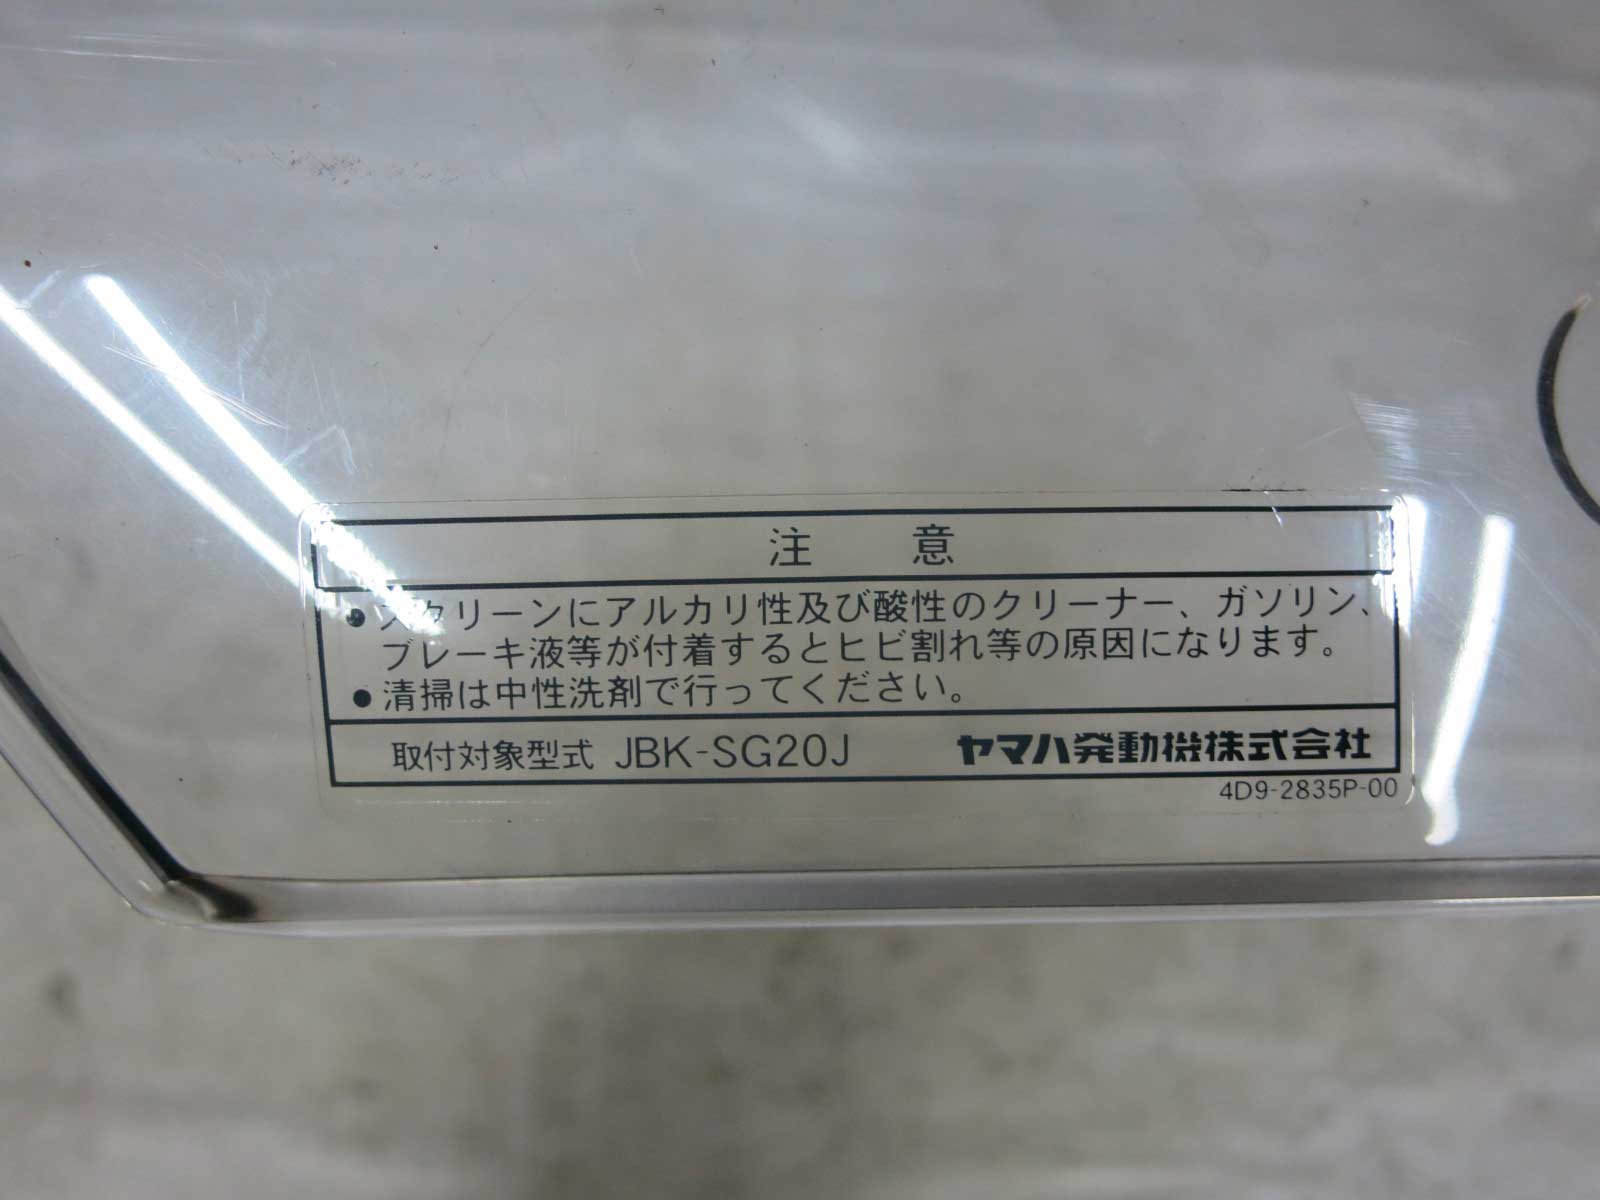 注　意
●スクリーンにアルカリ性及び酸性のクリーナー、ガソリン、
ブレーキ液等が付着するとヒビ割れ等の原因になります。
●清掃は中性洗剤で行ってください。
取付対象型式 JBK-SG20J ヤマハ発動機株式会社
4D9-2835P-00